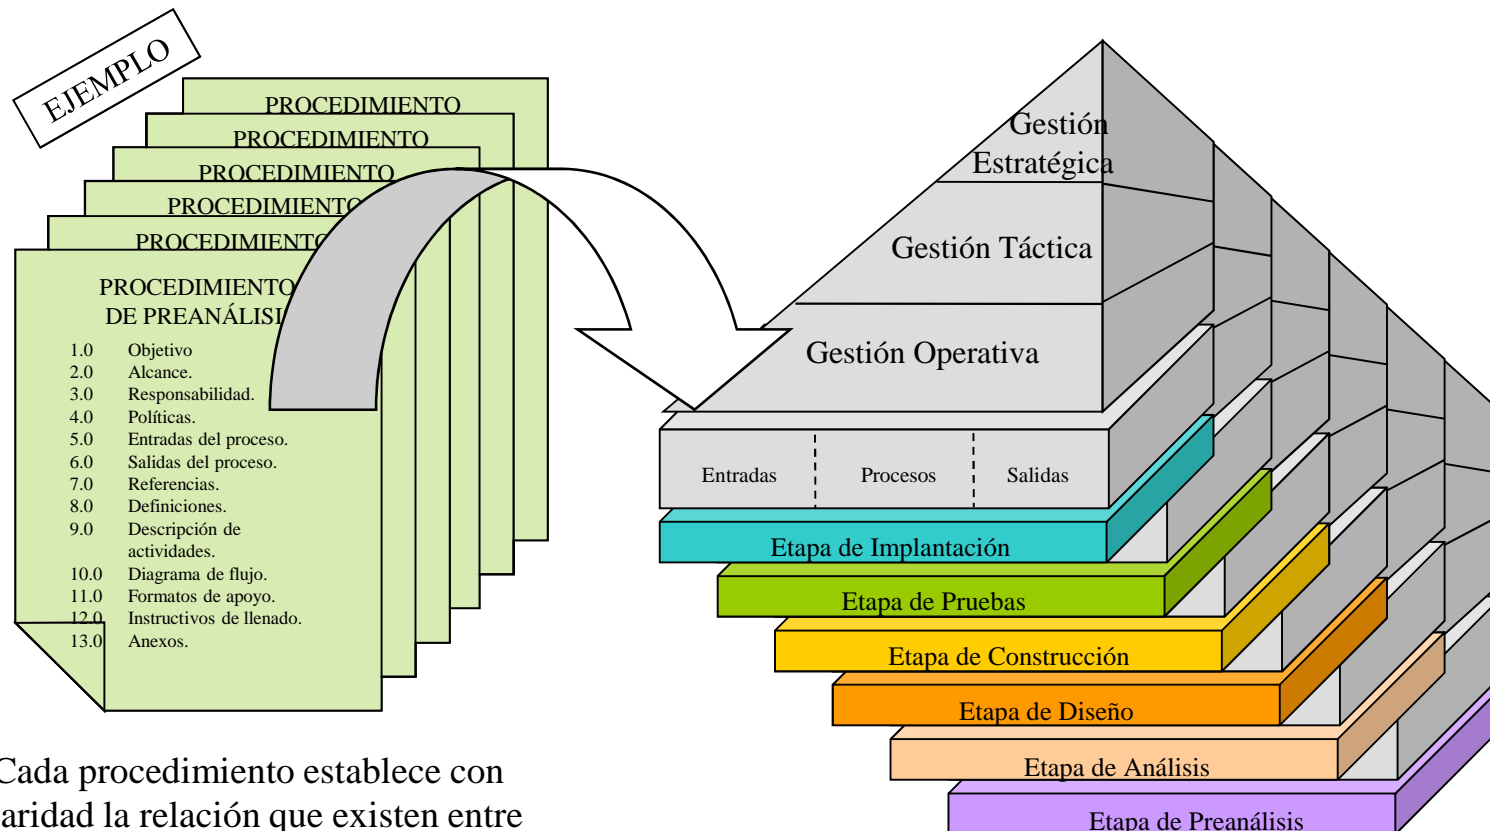 EJEMPLO
PROCEDIMIENTO
PROCEDIMIENTO
PROCEDIMIENTO
PROCEDIMIENTO
PROCEDIMIENTO
PROCEDIMIENTO
DE PREANÁLISI
1.0 Objetivo
2.0 Alcance.
3.0 Responsabilidad.
4.0 Políticas.
5.0 Entradas del proceso.
6.0 Salidas del proceso.
7.0 Referencias.
8.0 Definiciones.
9.0 Descripción de
actividades.
10.0 Diagrama de flujo.
11.0 Formatos de apoyo.
12.0 Instructivos de llenado.
13.0 Anexos.
Cada procedimiento establece con
aridad la relación que existen entre
Gestión
Estratégica
Gestión Táctica
Gestión Operativa
Entradas Procesos Salidas
Etapa de Implantación
Etapa de Pruebas
Etapa de Construcción
Etapa de Diseño
Etapa de Análisis
Etapa de Preanálisis